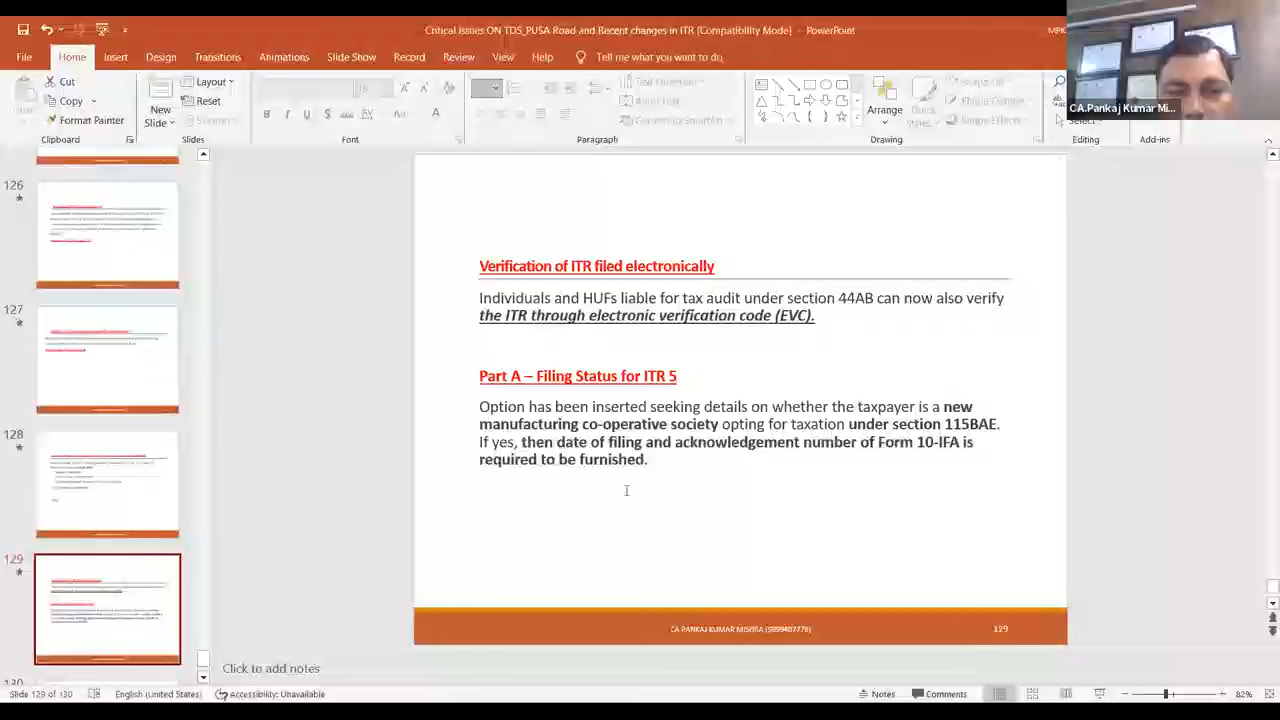 Critical Issues ON TDS_PUSA Road and Recent changes in ITR [Compatibility Mode] - PowerPoint
File Home Insert Design Transitions Animations Slide Show Record Review View Help Tell me what you want to do
Cut
Copy
Format Painter
Clipboard
New
Slide
Layout
Reset
Slides
Font
Paragraph
Arrange
Quick
Styles
Drawing
Select
Editing
Add-ins
CA.Pankaj Kumar Mi...
126
127
128
129
130
Verification of ITR filed electronically
Individuals and HUFs liable for tax audit under section 44AB can now also verify
the ITR through electronic verification code (EVC).
Part A – Filing Status for ITR 5
Option has been inserted seeking details on whether the taxpayer is a new
manufacturing co-operative society opting for taxation under section 115BAE.
If yes, then date of filing and acknowledgement number of Form 10-IFA is
required to be furnished.
CA PANKAJ KUMAR MISHRA (9899407778) 129
Click to add notes
Slide 129 of 130 English (United States) Accessibility: Unavailable Notes Comments 82%